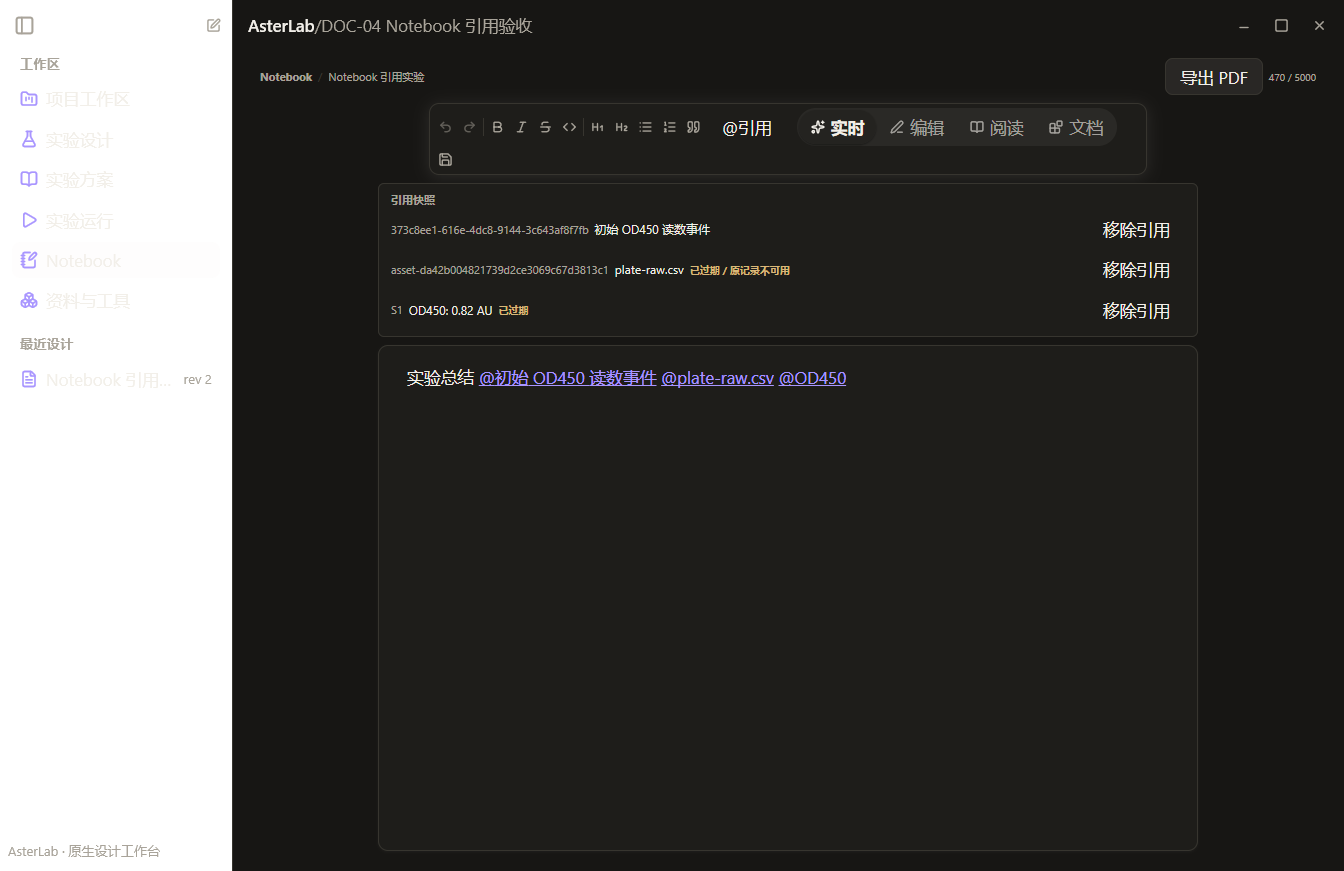 AsterLab/DOC-04 Notebook 引用验收
工作区
项目工作区
实验设计
实验方案
实验运行
Notebook
资料与工具
最近设计
Notebook 引用... rev 2
AsterLab · 原生设计工作台
Notebook / Notebook 引用实验
导出 PDF 470 / 5000
B I S <> H1 H2 @引用 实时 编辑 阅读 文档
引用快照
373c8ee1-616e-4dc8-9144-3c643af8f7fb 初始 OD450 读数事件 移除引用
asset-da42b004821739d2ce3069c67d3813c1 plate-raw.csv 已过期 / 原记录不可用 移除引用
S1 OD450: 0.82 AU 已过期 移除引用
实验总结 @初始 OD450 读数事件 @plate-raw.csv @OD450